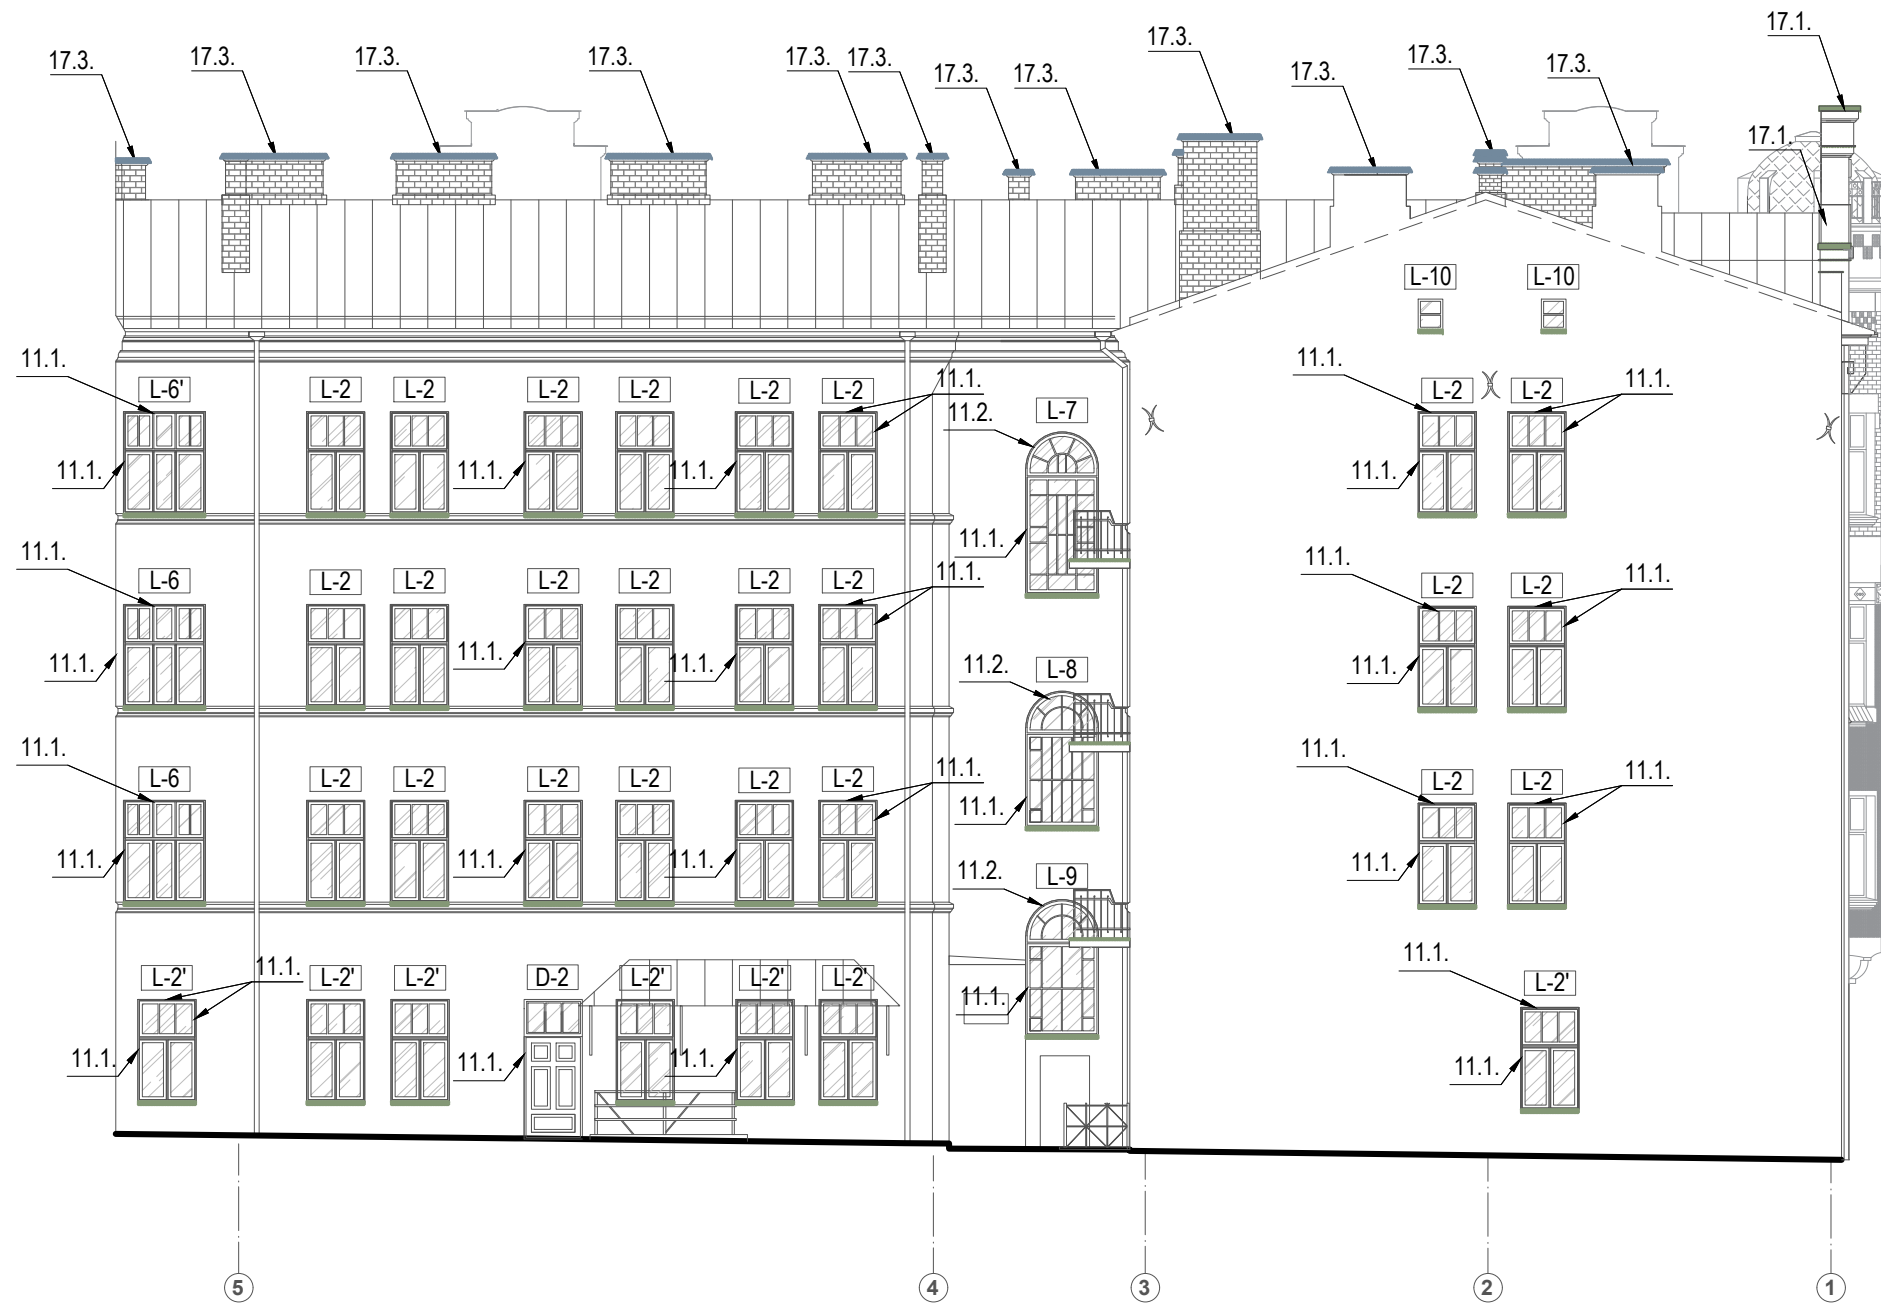 17.1.
17.3. 17.3. 17.3. 17.3. 17.3. 17.3. 17.3. 17.3. 17.3. 17.3. 17.3. 17.3.
17.1.
L-10 L-10
11.1. 11.1.
L-6' L-2 L-2 L-2 L-2 L-2 L-2 11.1. L-2 L-2 11.1.
11.2. L-7
11.1. 11.1. 11.1. 11.1.
11.1.
11.1. 11.1.
L-6 L-2 L-2 L-2 L-2 L-2 L-2 11.1. L-2 L-2 11.1.
11.1. 11.1. 11.1. 11.2. L-8 11.1.
11.1. 11.1.
L-6 L-2 L-2 L-2 L-2 L-2 L-2 11.1. L-2 L-2 11.1.
11.1.
11.1. 11.1. 11.1. 11.2. L-9 11.1.
11.1.
L-2' 11.1. L-2' L-2' D-2 L-2' L-2' L-2' L-2'
11.1.
11.1. 11.1. 11.1. 11.1.
5 4 3 2 1